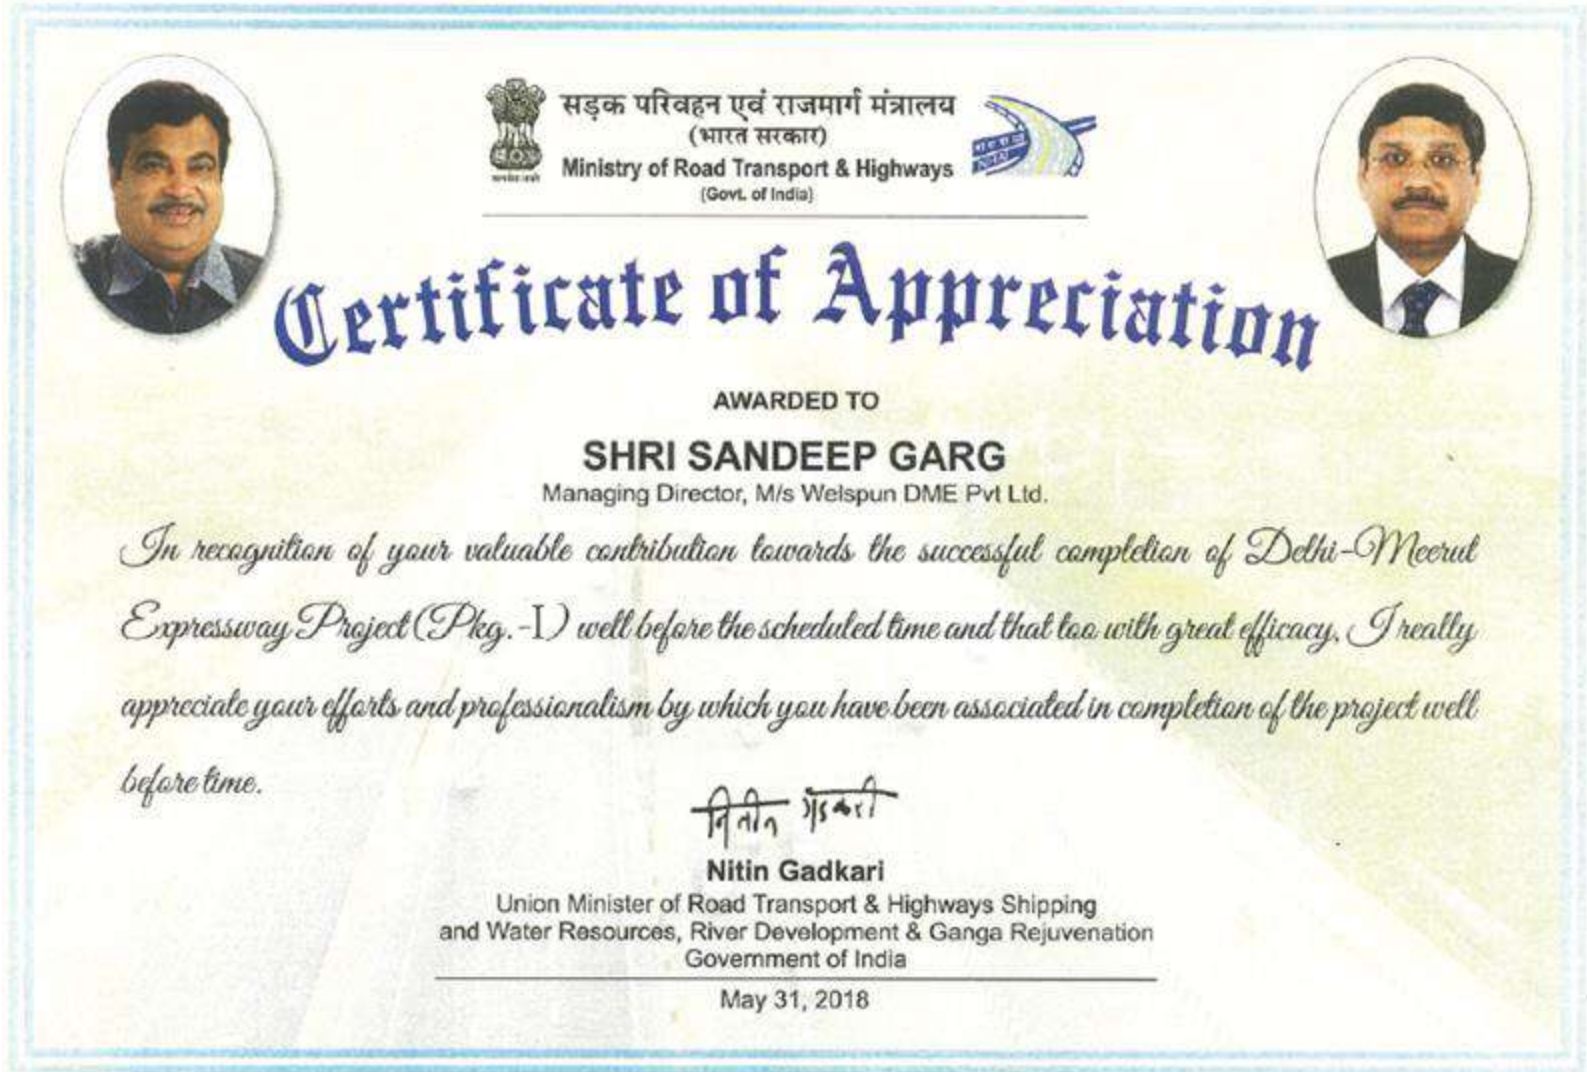 सड़क परिवहन एवं राजमार्ग मंत्रालय
(भारत सरकार)
Ministry of Road Transport & Highways
(Govt. of India)
सत्यमेव जयते
Certificate of Appreciation
AWARDED TO
SHRI SANDEEP GARG
Managing Director, M/s Welspun DME Pvt Ltd.
In recognition of your valuable contribution towards the successful completion of Delhi-Meerut
Expressway Project (Pkg.-I) well before the scheduled time and that too with great efficacy. I really
appreciate your efforts and professionalism by which you have been associated in completion of the project well
before time.
नितीन गडकरी
Nitin Gadkari
Union Minister of Road Transport & Highways Shipping
and Water Resources, River Development & Ganga Rejuvenation
Government of India
May 31, 2018